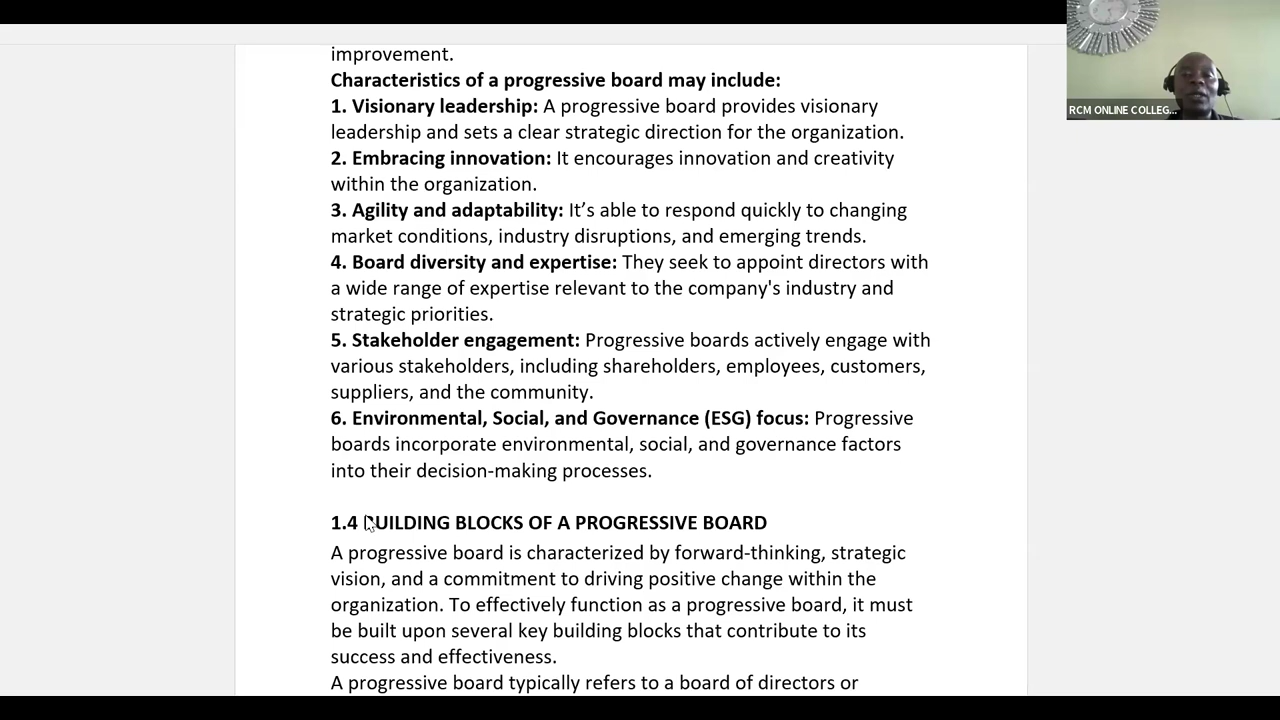 improvement.
Characteristics of a progressive board may include:
1. Visionary leadership: A progressive board provides visionary
leadership and sets a clear strategic direction for the organization.
2. Embracing innovation: It encourages innovation and creativity
within the organization.
3. Agility and adaptability: It’s able to respond quickly to changing
market conditions, industry disruptions, and emerging trends.
4. Board diversity and expertise: They seek to appoint directors with
a wide range of expertise relevant to the company's industry and
strategic priorities.
5. Stakeholder engagement: Progressive boards actively engage with
various stakeholders, including shareholders, employees, customers,
suppliers, and the community.
6. Environmental, Social, and Governance (ESG) focus: Progressive
boards incorporate environmental, social, and governance factors
into their decision-making processes.
1.4 BUILDING BLOCKS OF A PROGRESSIVE BOARD
A progressive board is characterized by forward-thinking, strategic
vision, and a commitment to driving positive change within the
organization. To effectively function as a progressive board, it must
be built upon several key building blocks that contribute to its
success and effectiveness.
A progressive board typically refers to a board of directors or
RCM ONLINE COLLEG...